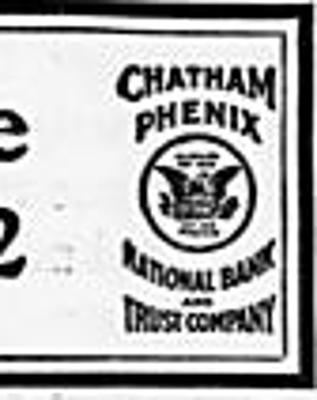 CHATHAM
PHENIX
e
2
NATIONAL BANK
AND
TRUST COMPANY